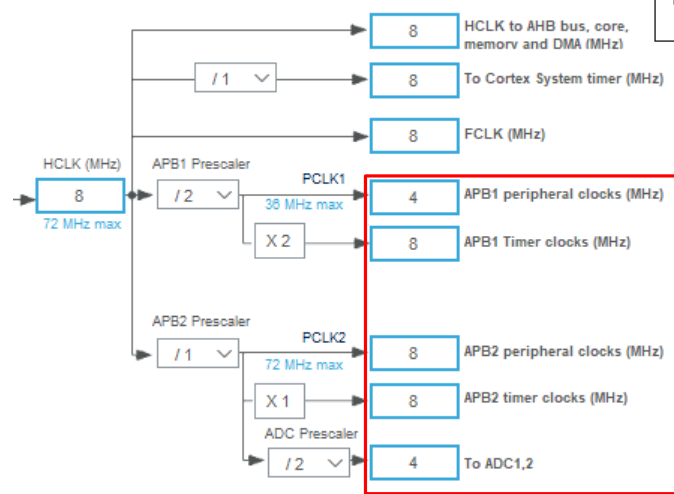 8
HCLK to AHB bus, core,
memory and DMA (MHz)
/ 1
8
To Cortex System timer (MHz)
8
FCLK (MHz)
HCLK (MHz)
8
72 MHz max
APB1 Prescaler
/ 2
PCLK1
36 MHz max
4
APB1 peripheral clocks (MHz)
X 2
8
APB1 Timer clocks (MHz)
APB2 Prescaler
/ 1
PCLK2
72 MHz max
8
APB2 peripheral clocks (MHz)
X 1
8
APB2 timer clocks (MHz)
ADC Prescaler
/ 2
4
To ADC1,2